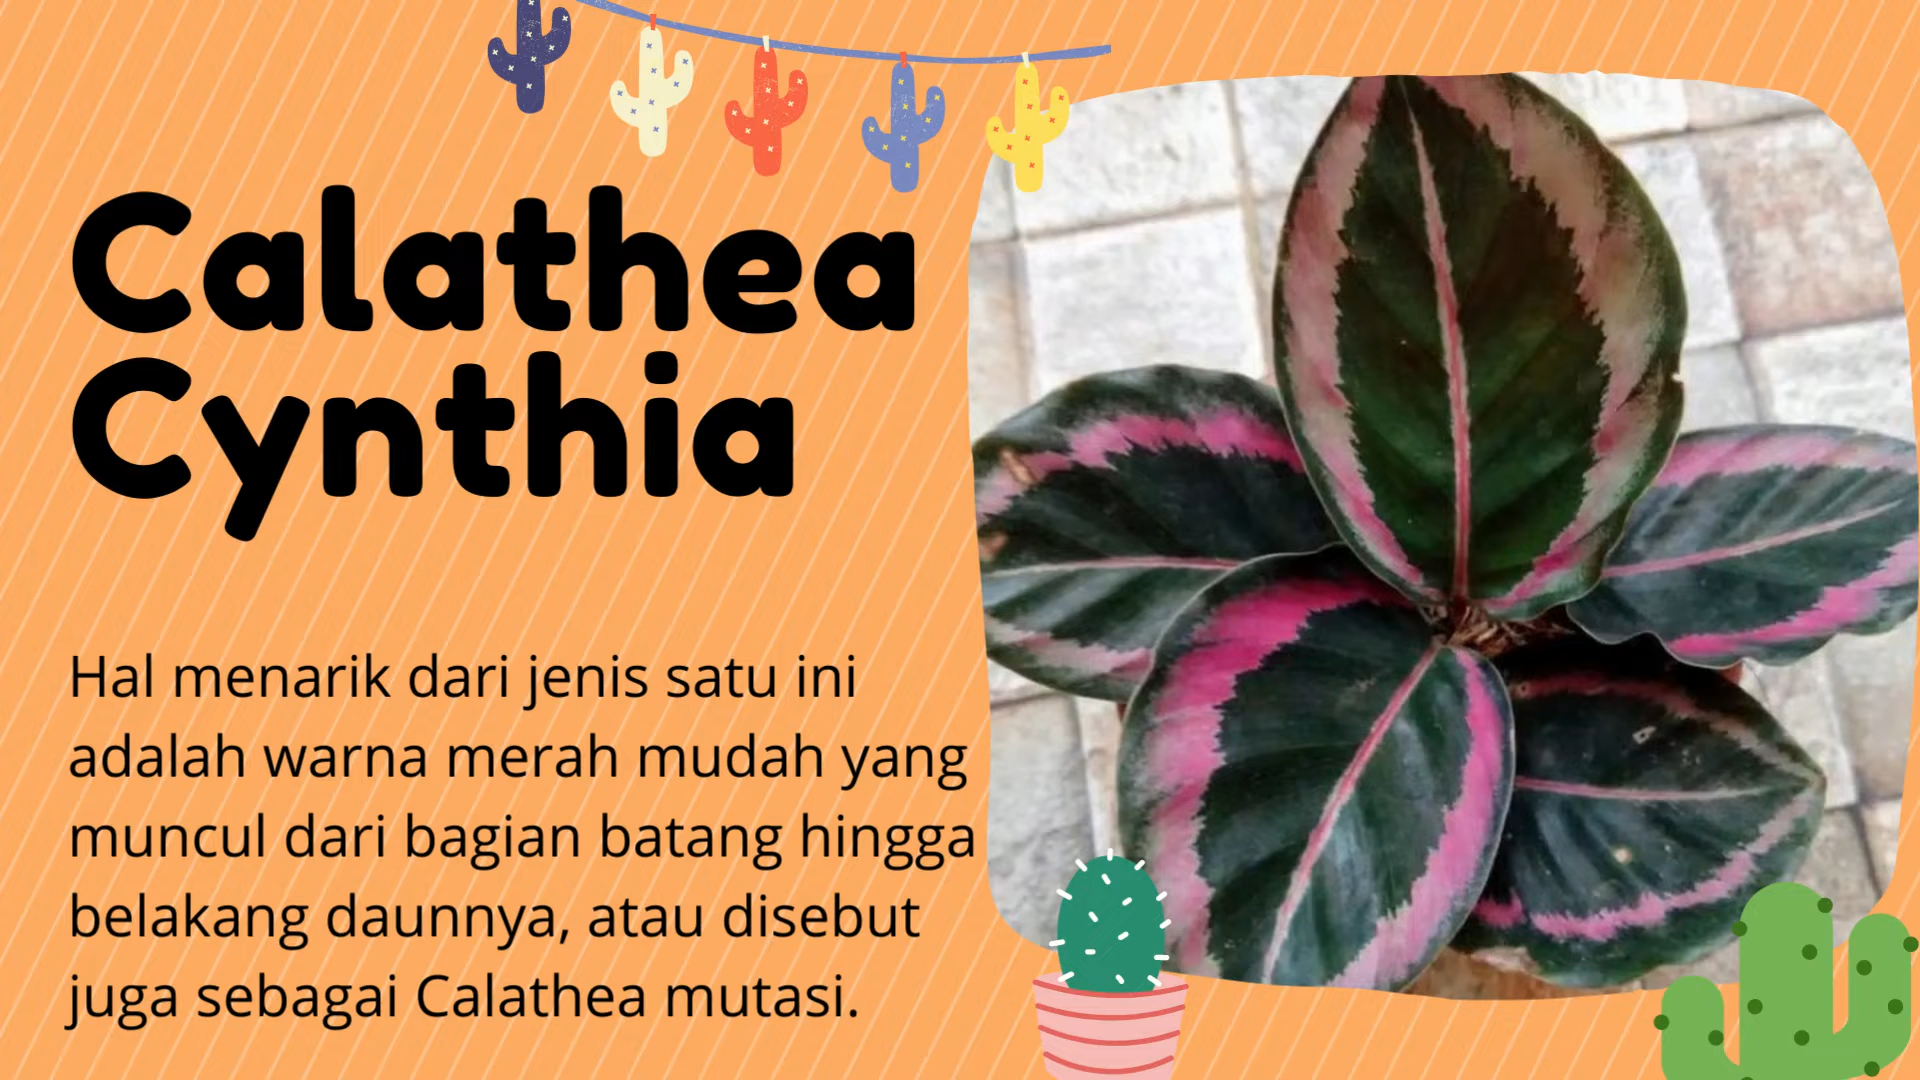 Calathea
Cynthia
Hal menarik dari jenis satu ini
adalah warna merah mudah yang
muncul dari bagian batang hingga
belakang daunnya, atau disebut
juga sebagai Calathea mutasi.